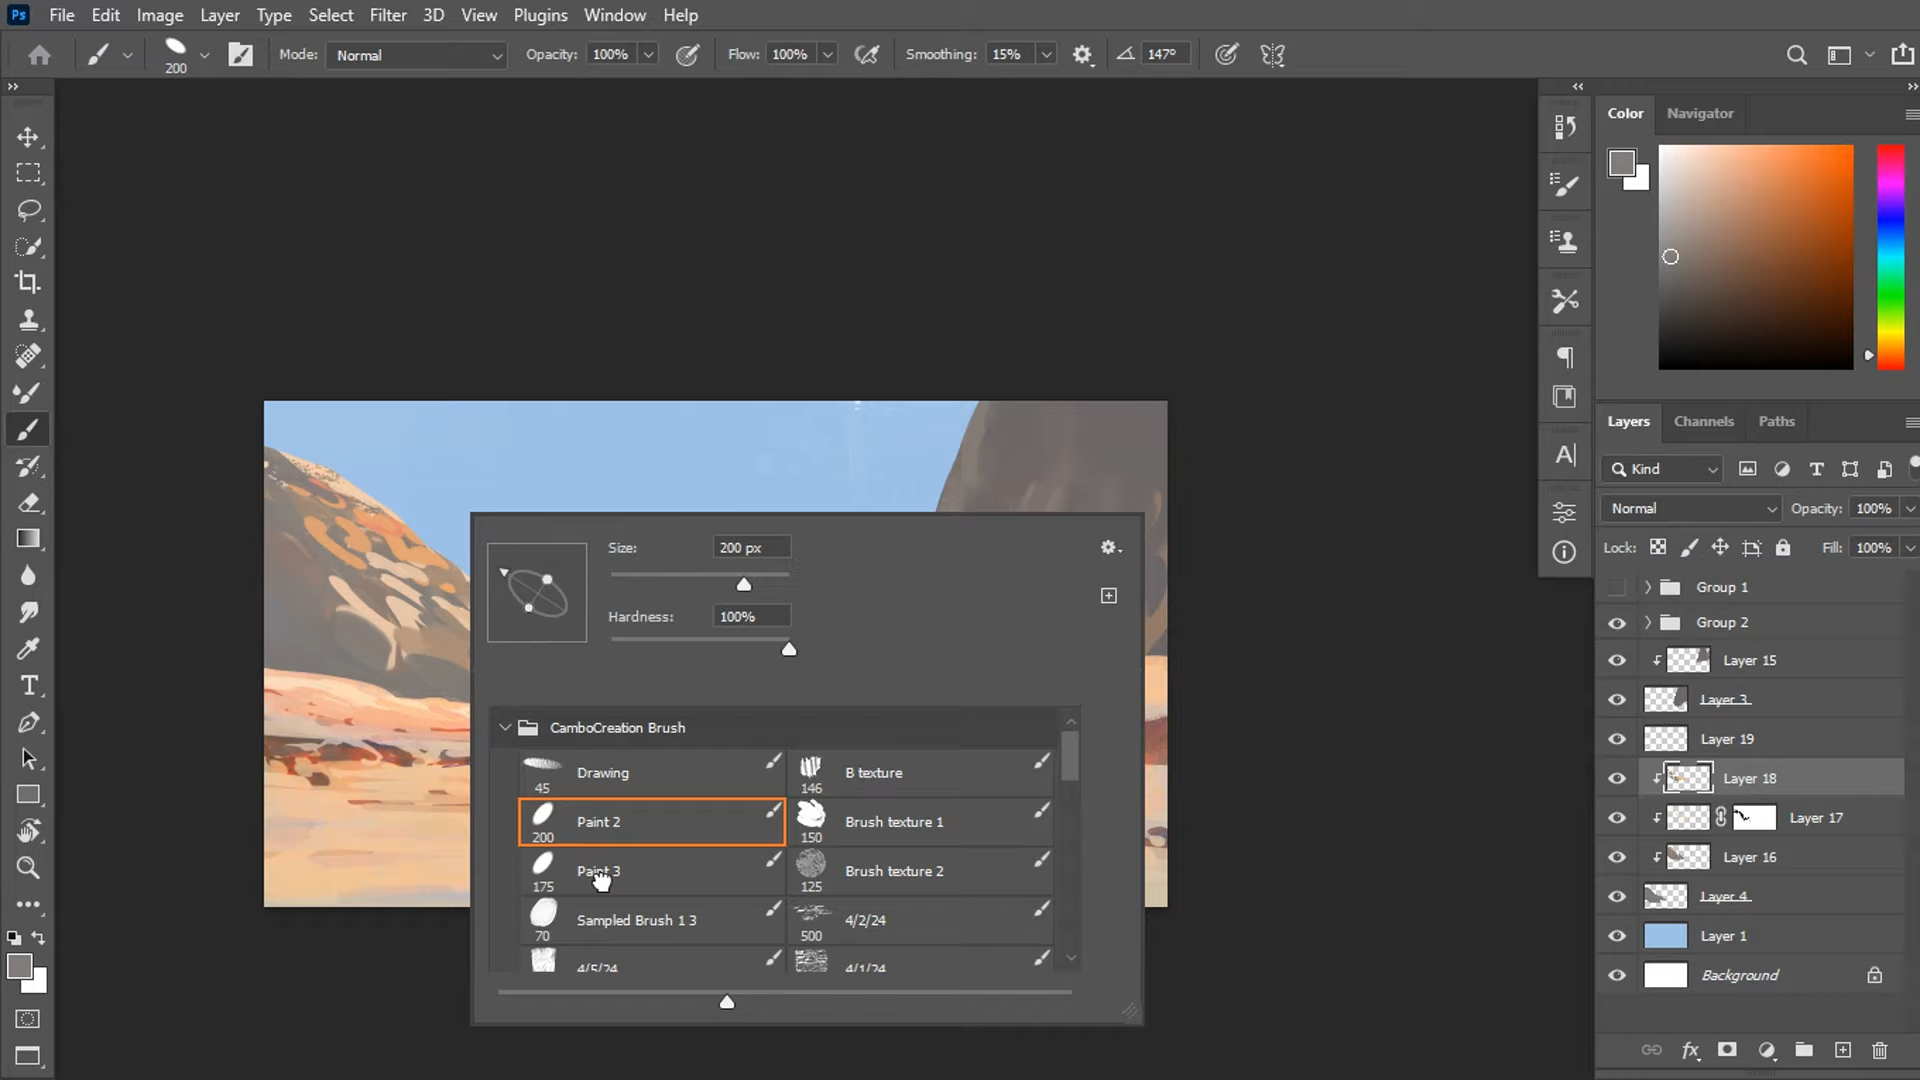 Ps File Edit Image Layer Type Select Filter 3D View Plugins Window Help
200 Mode: Normal Opacity: 100% Flow: 100% Smoothing: 15% 147°
Color Navigator
Layers Channels Paths
Kind
Normal Opacity: 100%
Lock: Fill: 100%
Group 1
Group 2
Layer 15
Layer 3
Layer 19
Layer 18
Layer 17
Layer 16
Layer 4
Layer 1
Background
fx
Size: 200 px
Hardness: 100%
CamboCreation Brush
Drawing 45
B texture 146
Paint 2 200
Brush texture 1 150
Paint 3 175
Brush texture 2 125
Sampled Brush 1 3 70
4/2/24 500
4/5/24
4/1/24